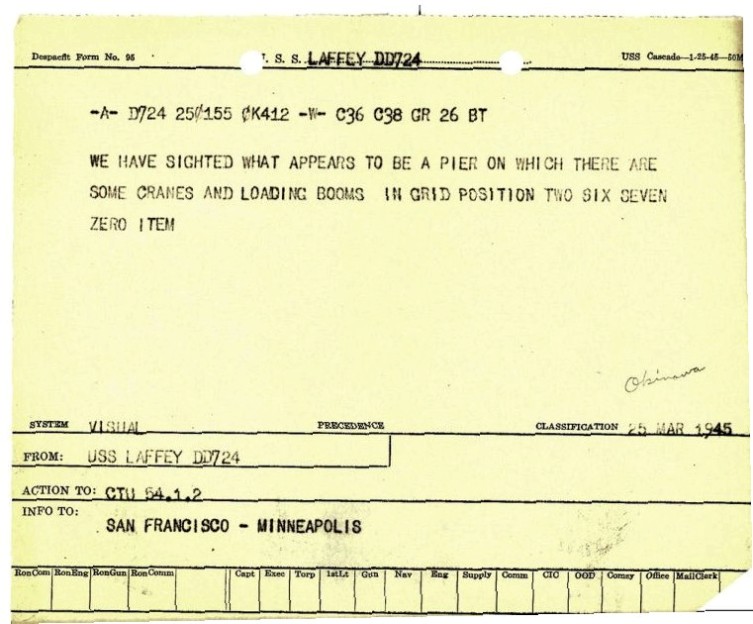 Despacft Form No. 96
U. S. S. LAFFEY DD724
USS Cascade—1-25-45—50M
-A- D724 25/155 ₵K412 -W- C36 C38 GR 26 BT
WE HAVE SIGHTED WHAT APPEARS TO BE A PIER ON WHICH THERE ARE
SOME CRANES AND LOADING BOOMS IN GRID POSITION TWO SIX SEVEN
ZERO ITEM
Okinawa
SYSTEM VISUAL PRECEDENCE CLASSIFICATION 25 MAR 1945
FROM: USS LAFFEY DD724
ACTION TO: CTU 54.1.2
INFO TO:
SAN FRANCISCO - MINNEAPOLIS
RonCom RonEng RonGun RonComm Capt Exec Torp 1stLt Gun Nav Eng Supply Comm CIC OOD Comsy Office MailClerk